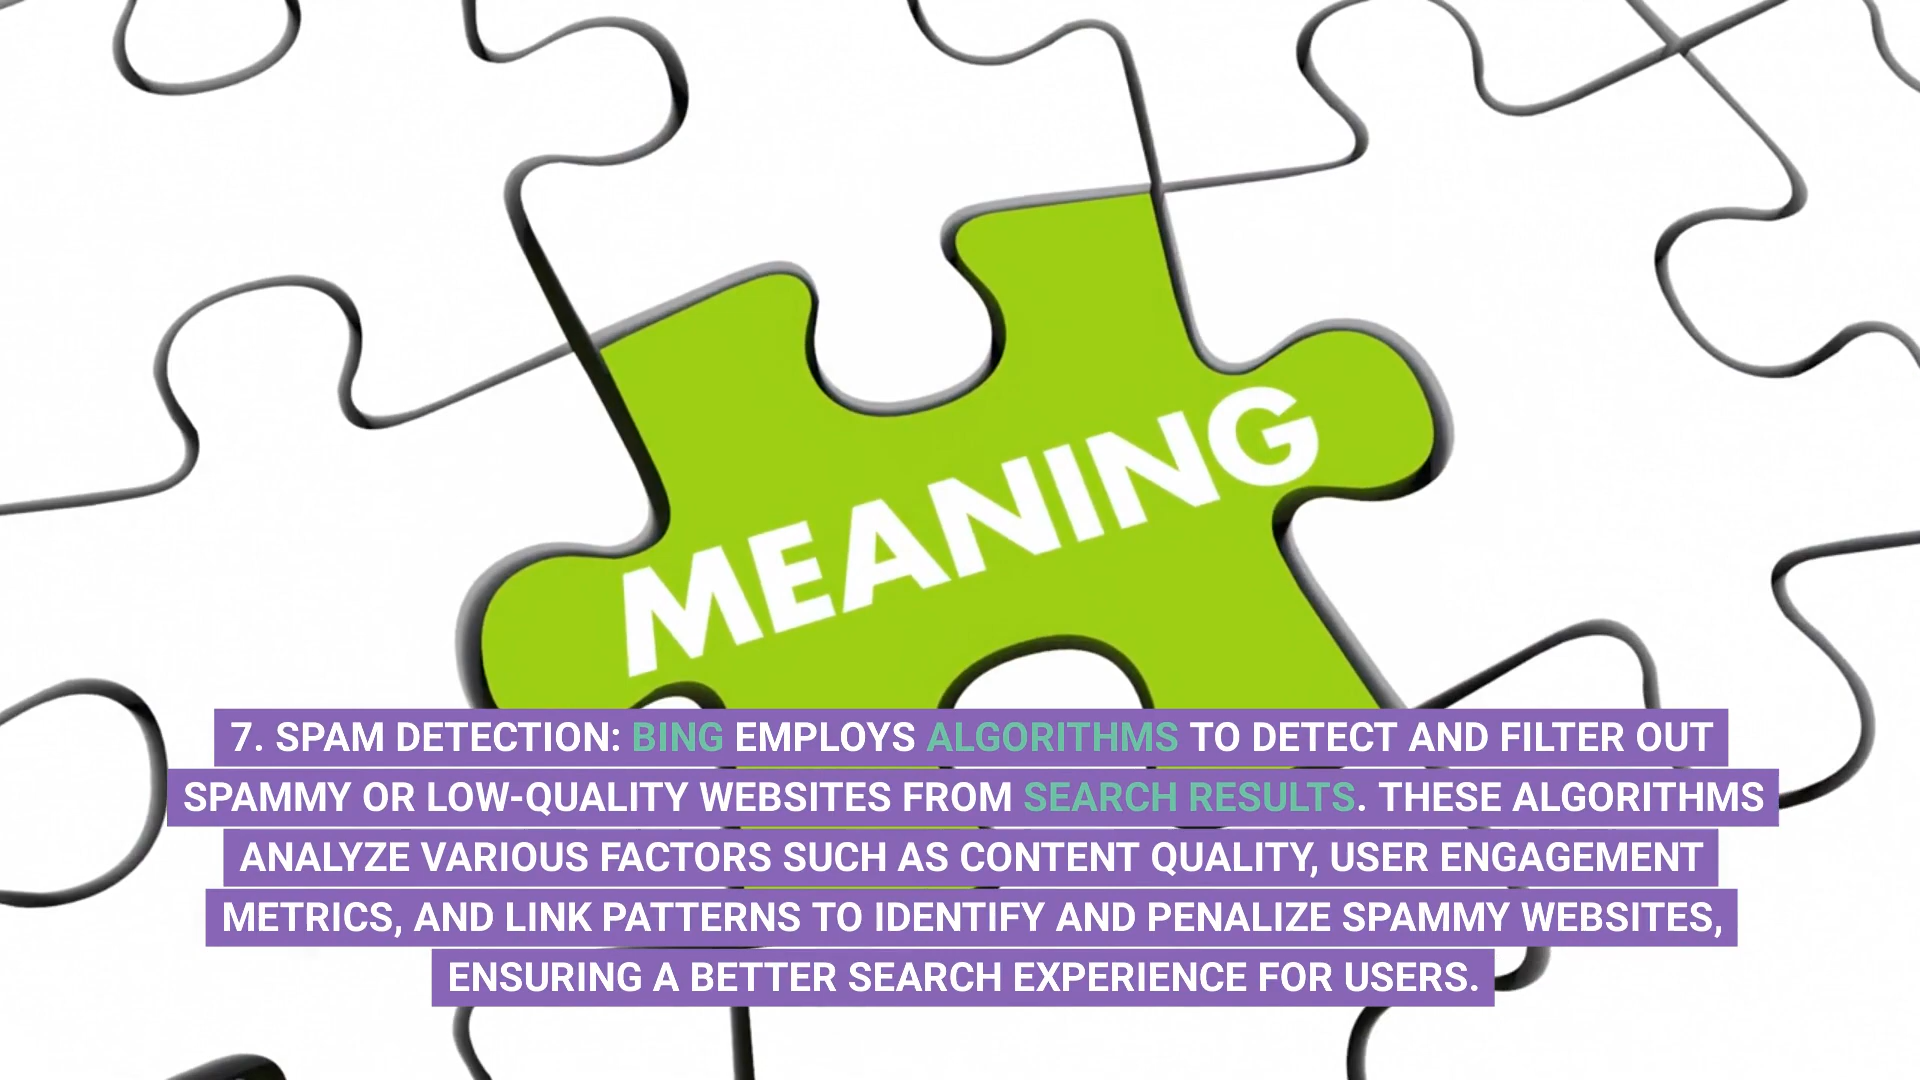 MEANING
7. SPAM DETECTION: BING EMPLOYS ALGORITHMS TO DETECT AND FILTER OUT
SPAMMY OR LOW-QUALITY WEBSITES FROM SEARCH RESULTS. THESE ALGORITHMS
ANALYZE VARIOUS FACTORS SUCH AS CONTENT QUALITY, USER ENGAGEMENT
METRICS, AND LINK PATTERNS TO IDENTIFY AND PENALIZE SPAMMY WEBSITES,
ENSURING A BETTER SEARCH EXPERIENCE FOR USERS.